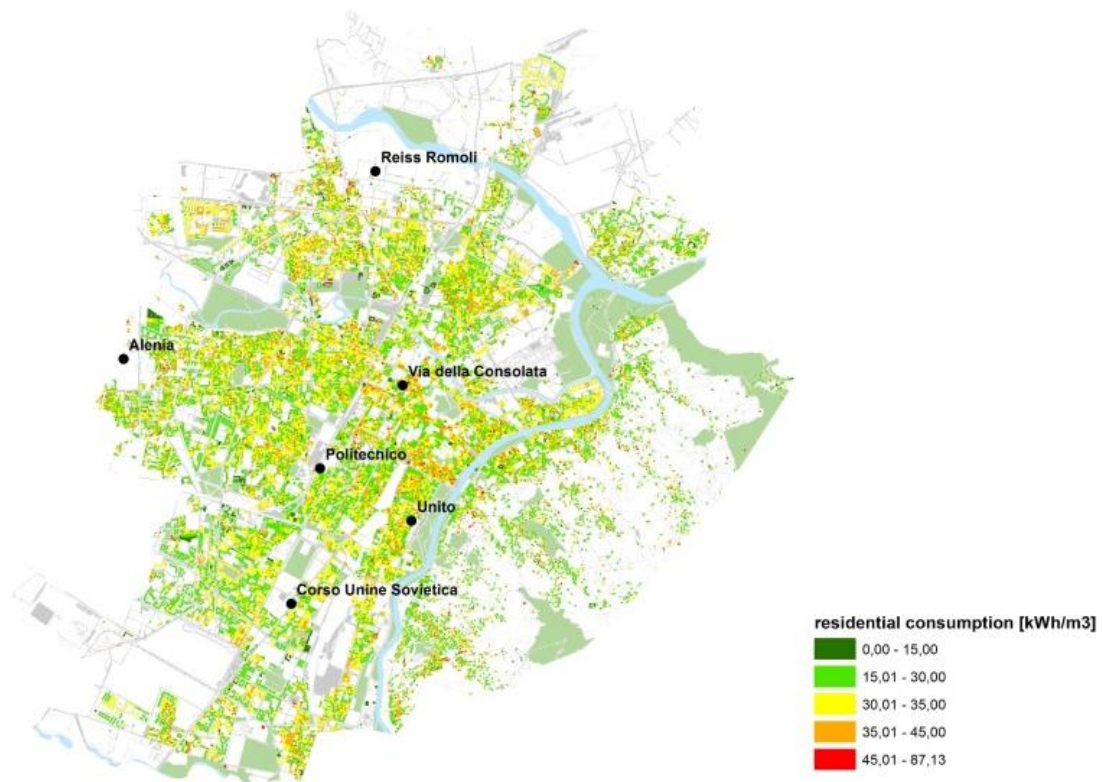 Reiss Romoli
Alenia
Via della Consolata
Politecnico
Unito
Corso Unine Sovietica
residential consumption [kWh/m3]
0,00 - 15,00
15,01 - 30,00
30,01 - 35,00
35,01 - 45,00
45,01 - 87,13